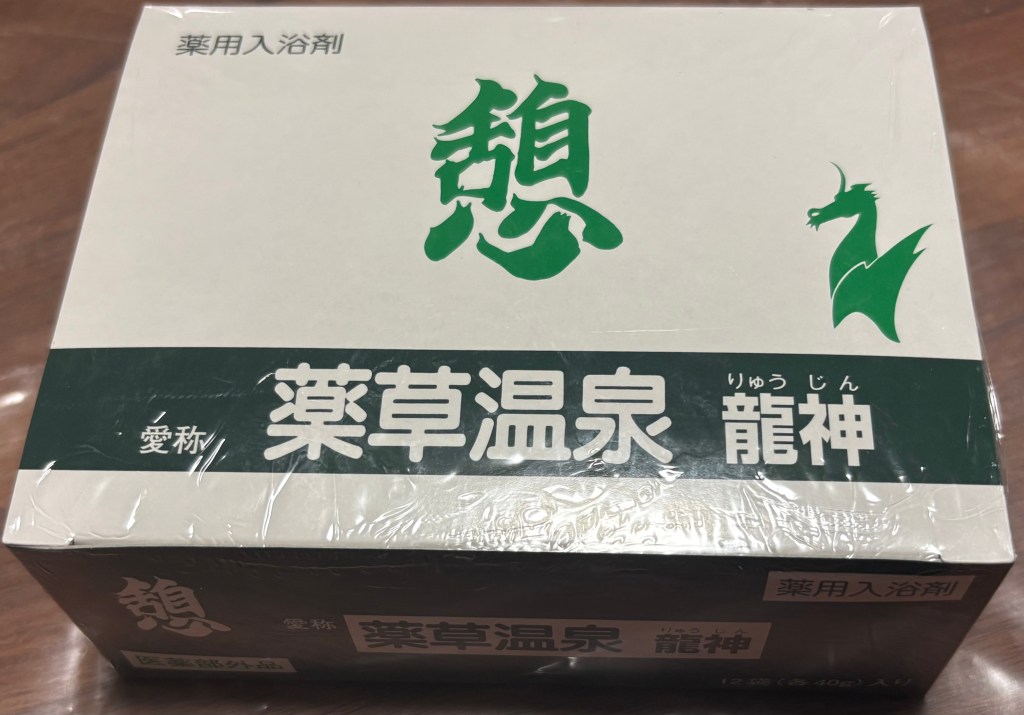 薬用入浴剤
憩
愛称 薬草温泉 龍神
りゅう じん
憩
薬用入浴剤
愛称 薬草温泉 龍神
りゅう じん
医薬部外品
12袋(各40g)入り